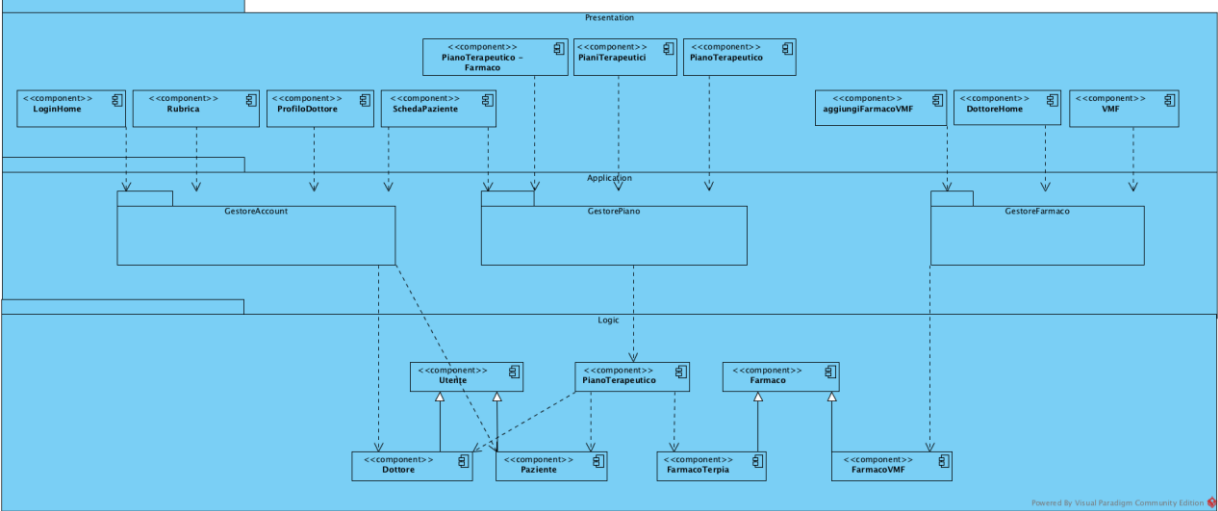 Presentation
<<component>>
PianoTerapeutico -
Farmaco
<<component>>
PianiTerapeutici
<<component>>
PianoTerapeutico
<<component>>
LoginHome
<<component>>
Rubrica
<<component>>
ProfiloDottore
<<component>>
SchedaPaziente
<<component>>
aggiungiFarmacoVMF
<<component>>
DottoreHome
<<component>>
VMF
Application
GestoreAccount
GestorePiano
GestoreFarmaco
Logic
<<component>>
Utente
<<component>>
PianoTerapeutico
<<component>>
Farmaco
<<component>>
Dottore
<<component>>
Paziente
<<component>>
FarmacoTerpia
<<component>>
FarmacoVMF
Powered By Visual Paradigm Community Edition